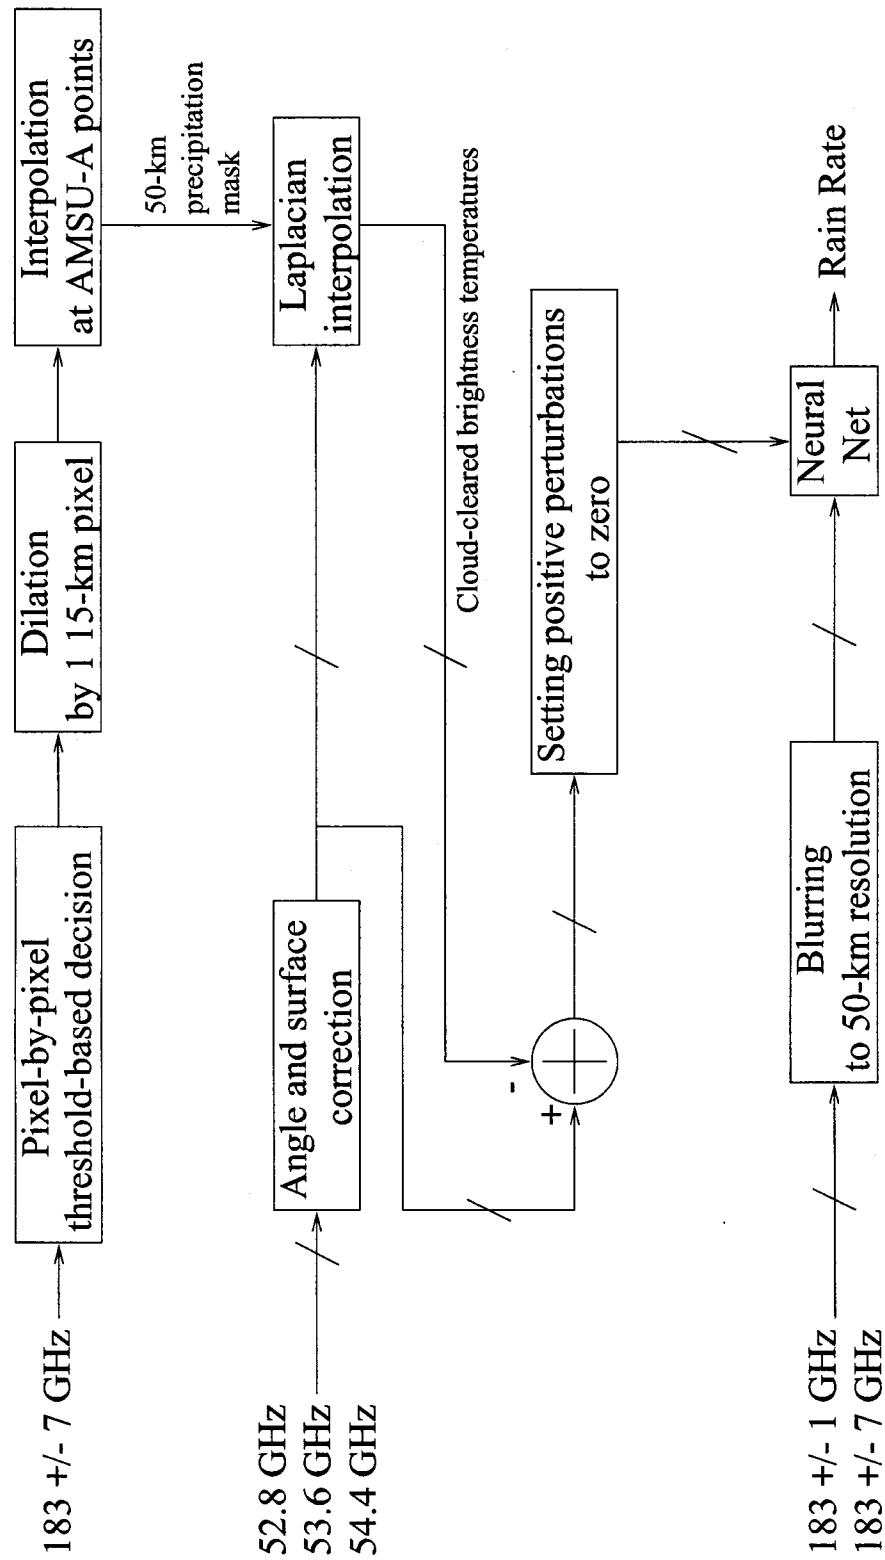 183 +/- 7 GHz
Pixel-by-pixel
threshold-based decision
Dilation
by 1 15-km pixel
Interpolation
at AMSU-A points
50-km
precipitation
mask
52.8 GHz
53.6 GHz
54.4 GHz
Angle and surface
correction
Laplacian
interpolation
Cloud-cleared brightness temperatures
-
+
Setting positive perturbations
to zero
183 +/- 1 GHz
183 +/- 7 GHz
Blurring
to 50-km resolution
Neural
Net
Rain Rate